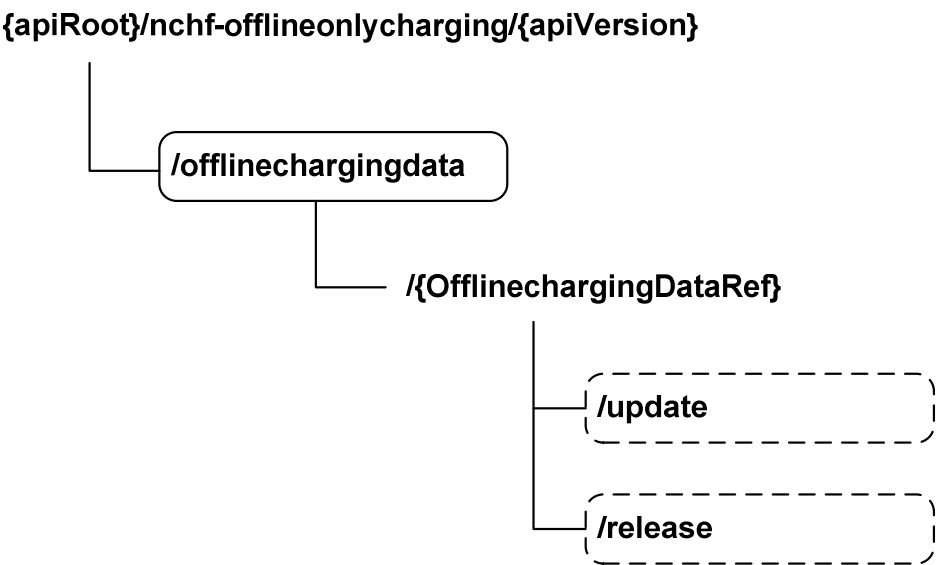 {apiRoot}/nchf-offlineonlycharging/{apiVersion}
/offlinechargingdata
/{OfflinechargingDataRef}
/update
/release